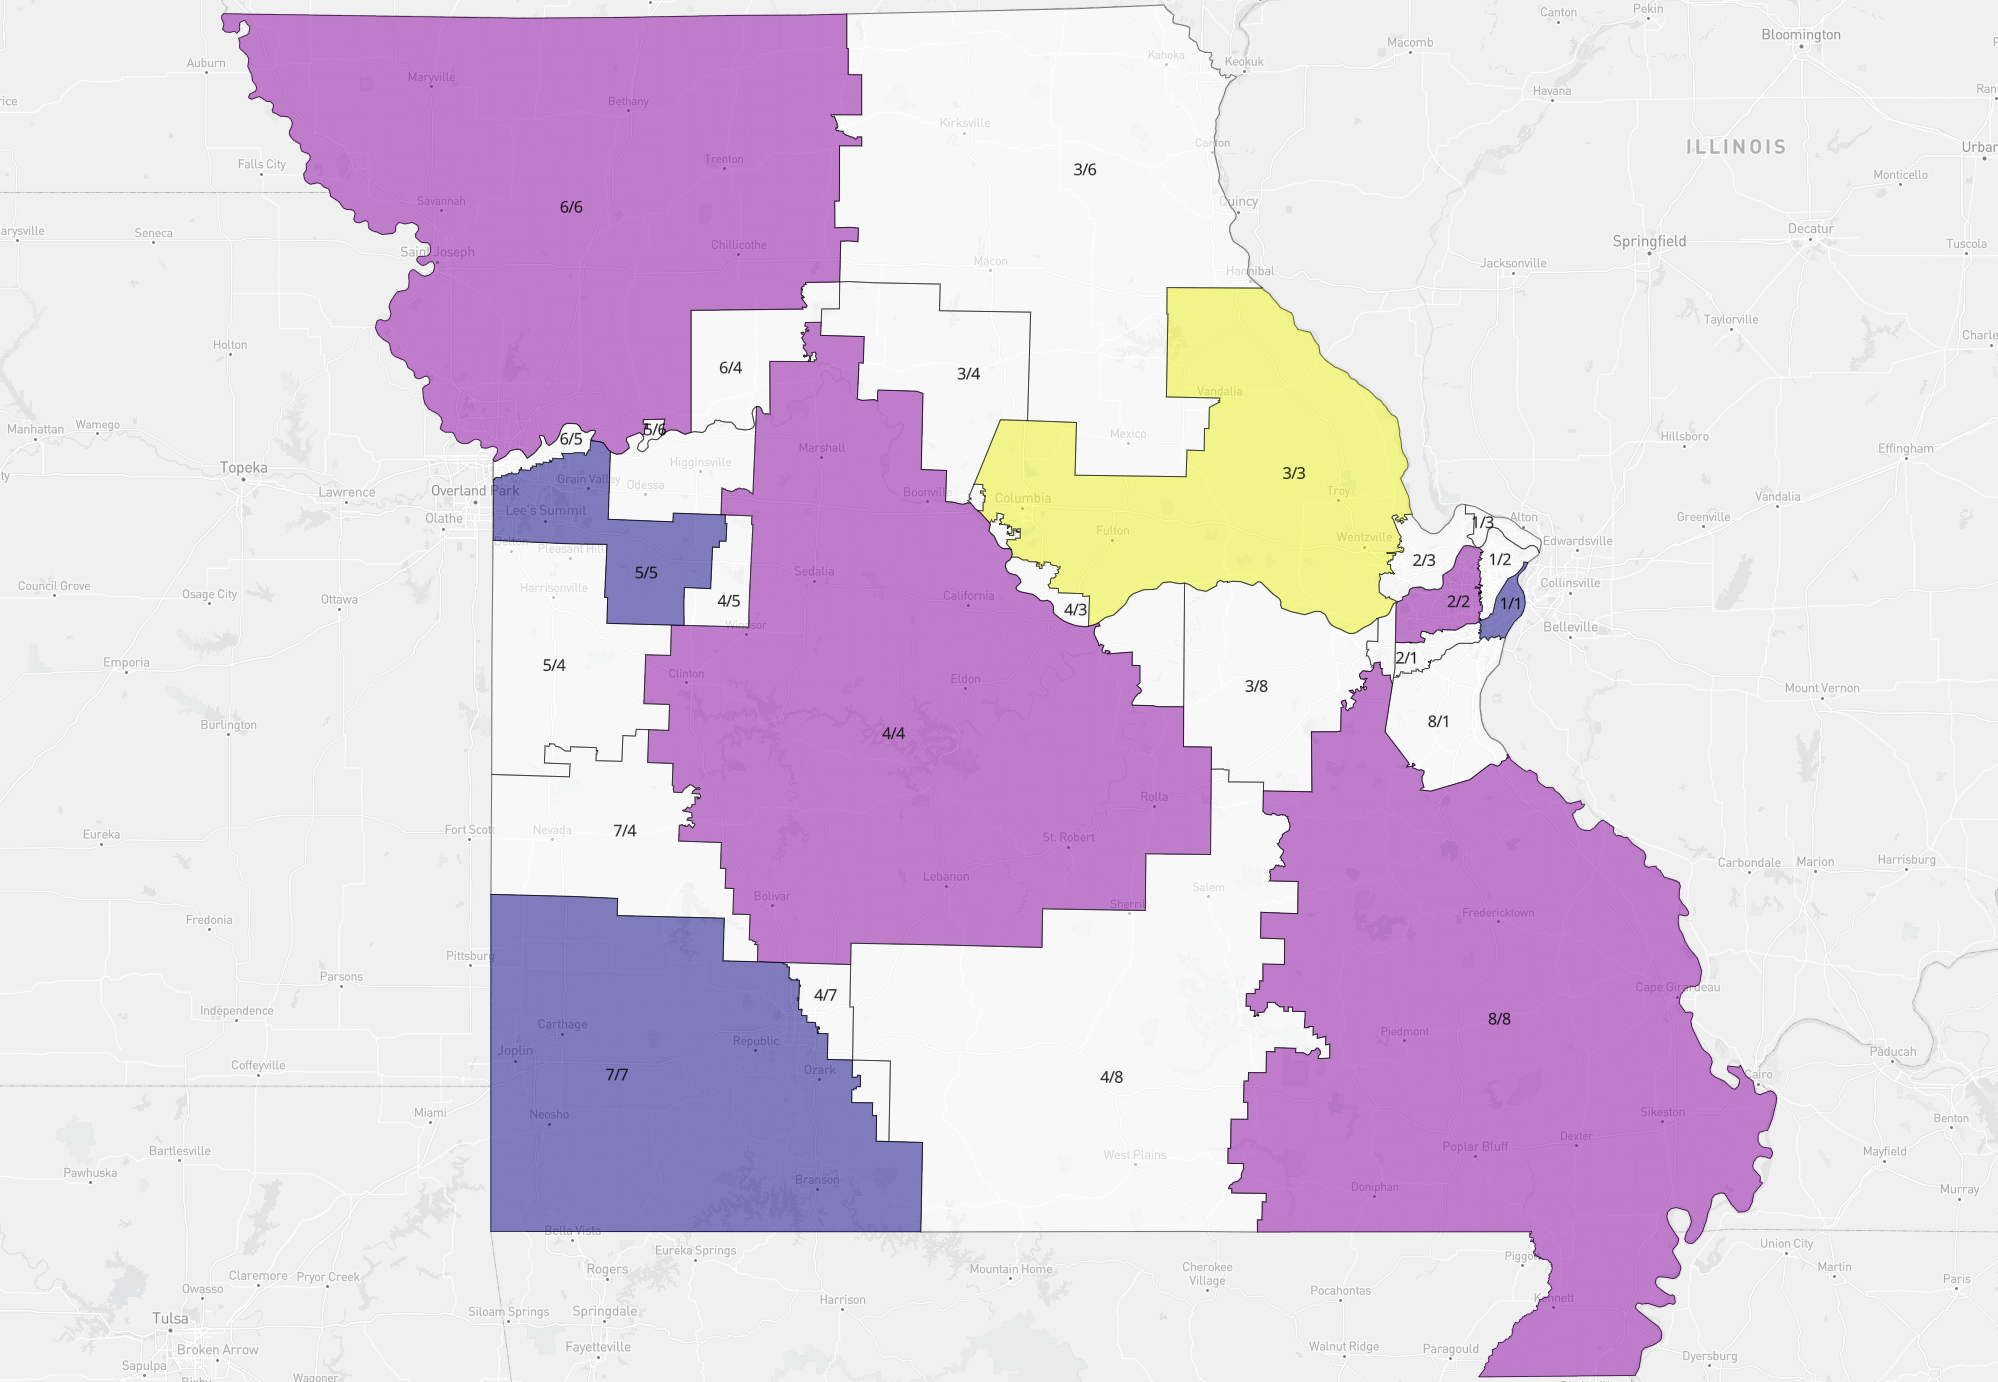 Canton
Pekin
Bloomington
Macomb
Kahoka
Keokuk
Auburn
Maryville
Havana
Bethany
Kirksville
Canton
ILLINOIS
Falls City
Trenton
3/6
Monticello
Savannah
6/6
Quincy
Seneca
Decatur
Springfield
Tuscola
Chillicothe
Saint Joseph
Macon
Jacksonville
Hannibal
Taylorville
Holton
6/4
3/4
Vandalia
Manhattan
Wamego
5/6
6/5
Mexico
Hillsboro
Effingham
Marshall
Topeka
Higginsville
3/3
Grain Valley
Odessa
Overland Park
Lawrence
Boonville
Columbia
Troy
Vandalia
Lee's Summit
Olathe
1/3
Alton
Greenville
Fulton
Wentzville
Edwardsville
Pleasant Hill
2/3
1/2
5/5
Sedalia
Collinsville
Council Grove
Harrisonville
Osage City
Ottawa
California
4/5
2/2
1/1
4/3
Windsor
Belleville
Emporia
5/4
2/1
Clinton
Eldon
3/8
Mount Vernon
Burlington
8/1
4/4
Rolla
Eureka
Fort Scott
Nevada
7/4
St. Robert
Carbondale
Marion
Harrisburg
Lebanon
Salem
Bolivar
Fredericktown
Fredonia
Pittsburg
Parsons
Cape Girardeau
4/7
Independence
Carthage
8/8
Piedmont
Republic
Joplin
Paducah
Coffeyville
7/7
Ozark
4/8
Cairo
Miami
Neosho
Sikeston
Benton
Dexter
Bartlesville
West Plains
Poplar Bluff
Mayfield
Pawhuska
Branson
Doniphan
Murray
Bella Vista
Eureka Springs
Union City
Rogers
Mountain Home
Cherokee
Village
Martin
Claremore
Pryor Creek
Paris
Owasso
Harrison
Pocahontas
Kennett
Siloam Springs
Springdale
Tulsa
Fayetteville
Walnut Ridge
Paragould
Broken Arrow
Dyersburg
Sapulpa
Wagoner